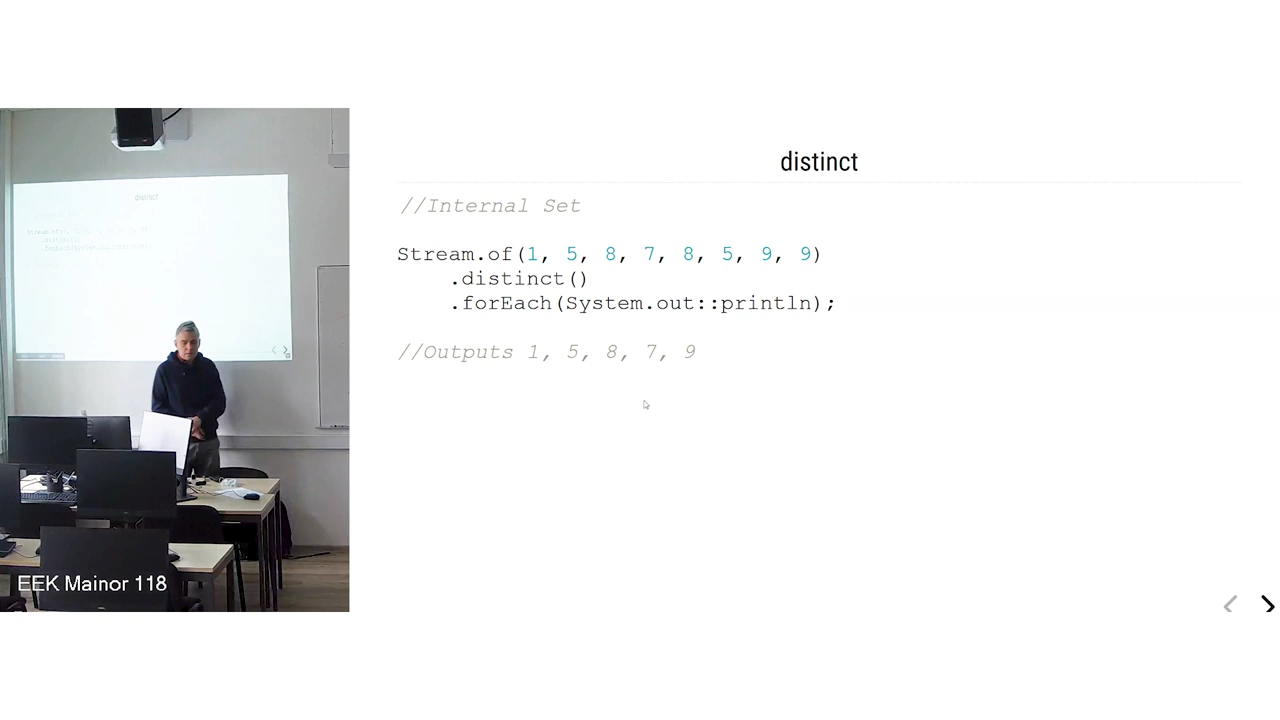 distinct
//Internal Set
Stream.of(1, 5, 8, 7, 8, 5, 9, 9)
.distinct()
.forEach(System.out::println);
//Outputs 1, 5, 8, 7, 9
distinct
EEK Mainor 118